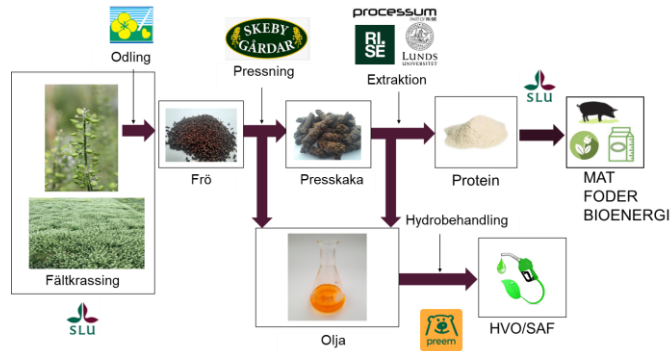 processum
Odling
SKEBY
GÅRDAR
RI.
SE
LUNDS
UNIVERSITET
Pressning
Extraktion
SLU
Frö
Presskaka
Protein
MAT
FODER
BIOENERGI
Fältkrassing
Hydrobehandling
SLU
preem
Olja
HVO/SAF